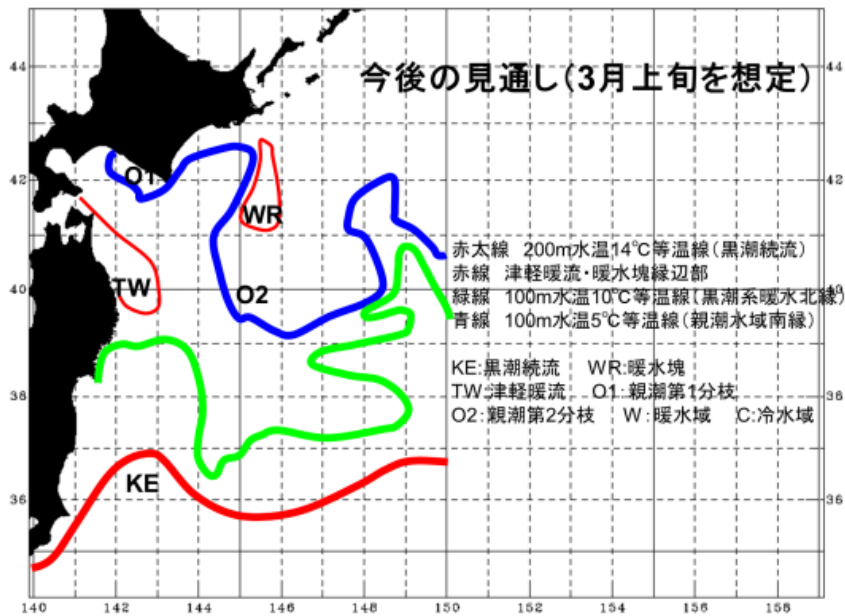 今後の見通し(3月上旬を想定)
44
44
42
42
40
40
38
38
36
36
O1
WR
TW
O2
KE
赤太線 200m水温14℃等温線(黒潮続流)
赤線 津軽暖流・暖水塊縁辺部
緑線 100m水温10℃等温線(黒潮系暖水北縁)
青線 100m水温5℃等温線(親潮水域南縁)
KE:黒潮続流 WR:暖水塊
TW:津軽暖流 O1:親潮第1分枝
O2:親潮第2分枝 W:暖水域 C:冷水域
140 142 144 146 148 150 152 154 156 158